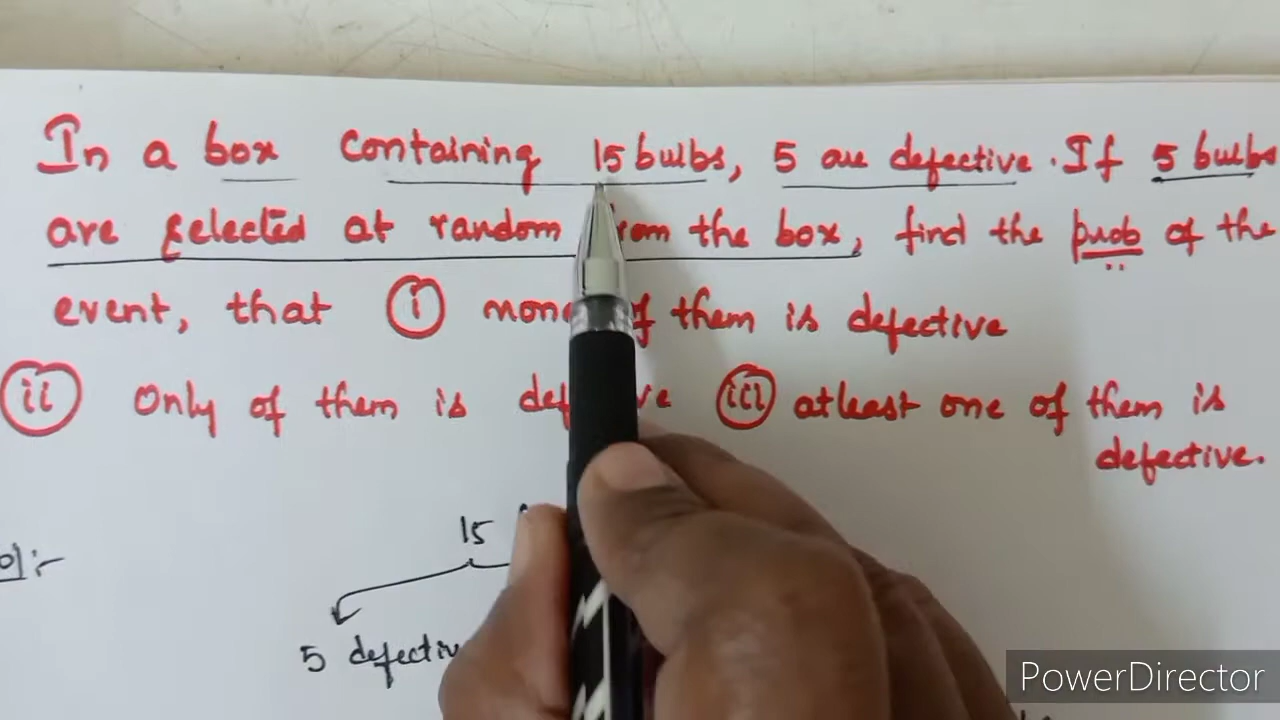 In a box containing 15 bulbs, 5 are defective. If 5 bulbs
are selected at random from the box, find the prob of the
event, that (i) none of them is defective
(ii) Only of them is defective (iii) atleast one of them is
defective.
15
5 defective
PowerDirector